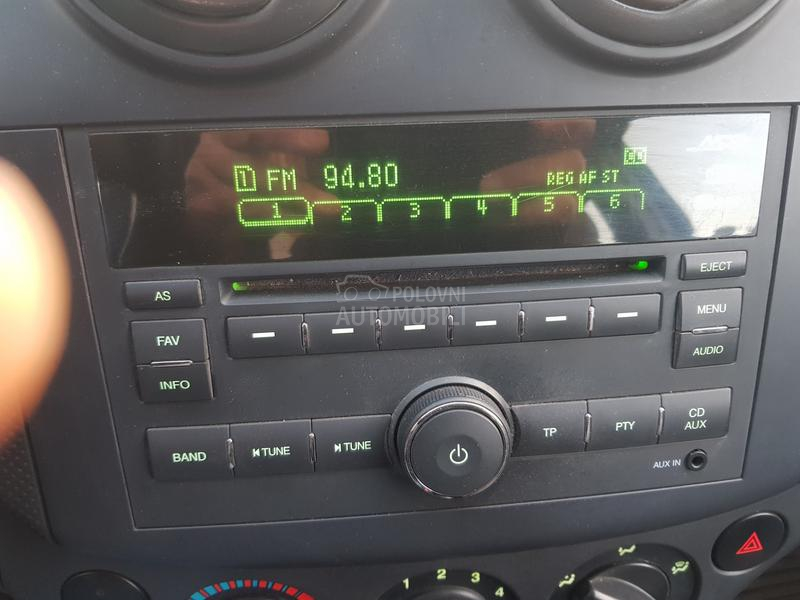 1 FM 94.80 REG AF ST
1 2 3 4 5 6
EJECT
AS
POLOVNI
AUTOMOBILI
MENU
FAV
AUDIO
INFO
BAND TUNE TUNE TP PTY CD
AUX
AUX IN
1 2 3 4